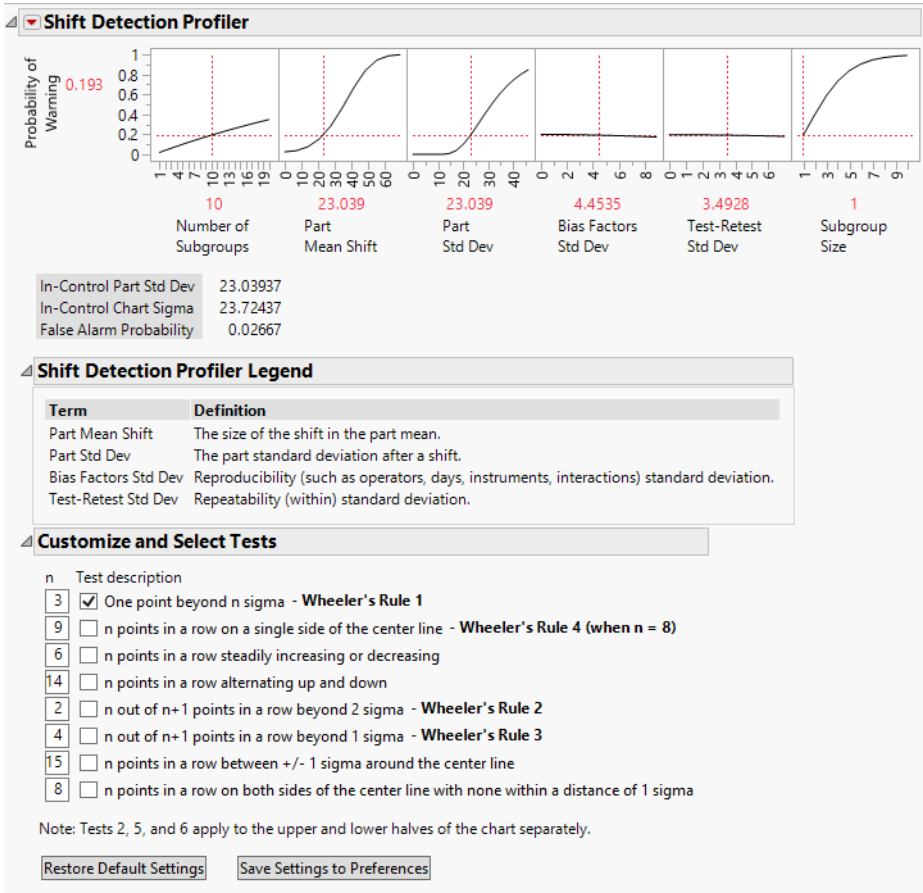 Shift Detection Profiler
Probability of
Warning
0.193
1
0.8
0.6
0.4
0.2
0
1 4 7 10 13 16 19
0 10 20 30 40 50 60
0 10 20 30 40
0 2 4 6 8
0 1 2 3 4 5 6
1 3 5 7 9
10 23.039 23.039 4.4535 3.4928 1
Number of Part Part Bias Factors Test-Retest Subgroup
Subgroups Mean Shift Std Dev Std Dev Std Dev Size
In-Control Part Std Dev 23.03937
In-Control Chart Sigma 23.72437
False Alarm Probability 0.02667
Shift Detection Profiler Legend
Term Definition
Part Mean Shift The size of the shift in the part mean.
Part Std Dev The part standard deviation after a shift.
Bias Factors Std Dev Reproducibility (such as operators, days, instruments, interactions) standard deviation.
Test-Retest Std Dev Repeatability (within) standard deviation.
Customize and Select Tests
n Test description
3 One point beyond n sigma - Wheeler's Rule 1
9 n points in a row on a single side of the center line - Wheeler's Rule 4 (when n = 8)
6 n points in a row steadily increasing or decreasing
14 n points in a row alternating up and down
2 n out of n+1 points in a row beyond 2 sigma - Wheeler's Rule 2
4 n out of n+1 points in a row beyond 1 sigma - Wheeler's Rule 3
15 n points in a row between +/- 1 sigma around the center line
8 n points in a row on both sides of the center line with none within a distance of 1 sigma
Note: Tests 2, 5, and 6 apply to the upper and lower halves of the chart separately.
Restore Default Settings Save Settings to Preferences